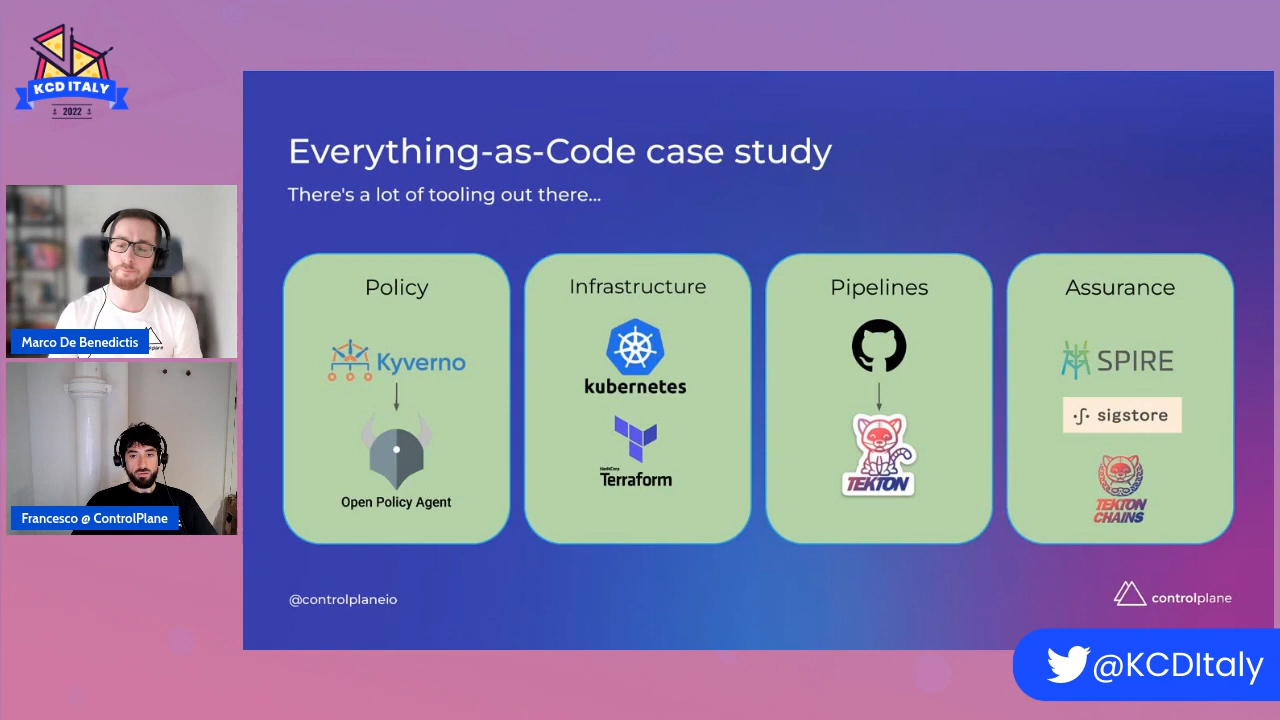 KCD ITALY
2022
Everything-as-Code case study
There's a lot of tooling out there...
Policy
Kyverno
Open Policy Agent
Infrastructure
kubernetes
HashiCorp
Terraform
Pipelines
TEKTON
Assurance
SPIRE
sigstore
TEKTON
CHAINS
@controlplaneio
controlplane
Marco De Benedictis
Francesco @ ControlPlane
@KCDItaly